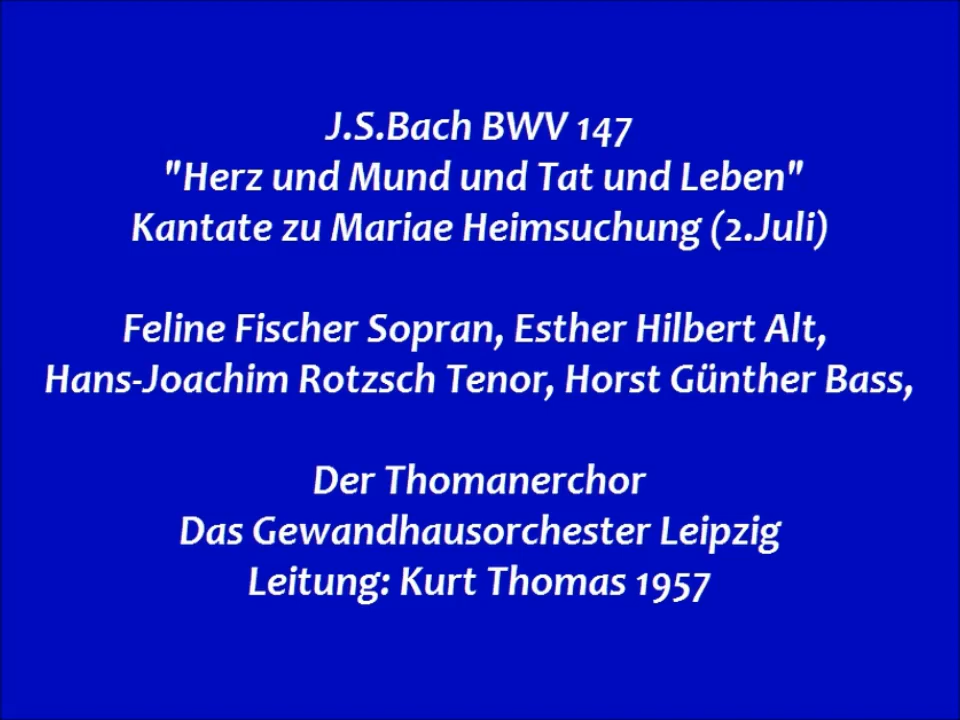 J.S.Bach BWV 147
"Herz und Mund und Tat und Leben"
Kantate zu Mariae Heimsuchung (2.Juli)
Feline Fischer Sopran, Esther Hilbert Alt,
Hans-Joachim Rotzsch Tenor, Horst Günther Bass,
Der Thomanerchor
Das Gewandhausorchester Leipzig
Leitung: Kurt Thomas 1957